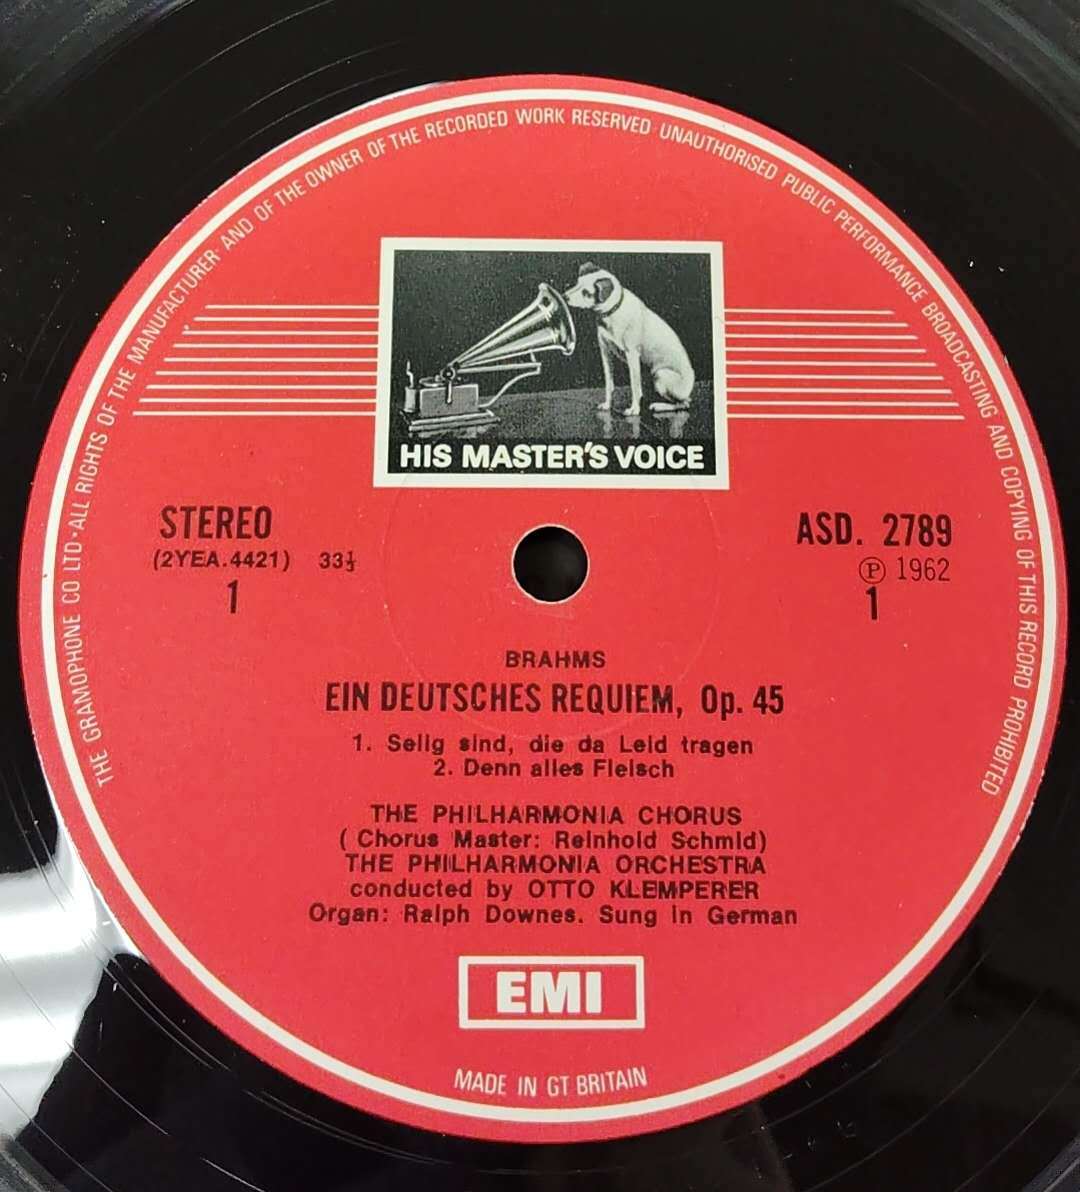 THE GRAMOPHONE CO LTD·ALL RIGHTS OF THE MANUFACTURER AND OF THE OWNER OF THE RECORDED WORK RESERVED UNAUTHORISED PUBLIC PERFORMANCE BROADCASTING AND COPYING OF THIS RECORD PROHIBITED
HIS MASTER'S VOICE
STEREO
(2YEA.4421) 33⅓
1
ASD. 2789
Ⓟ 1962
1
BRAHMS
EIN DEUTSCHES REQUIEM, Op. 45
1. Selig sind, die da Leid tragen
2. Denn alles Fleisch
THE PHILHARMONIA CHORUS
( Chorus Master: Reinhold Schmid)
THE PHILHARMONIA ORCHESTRA
conducted by OTTO KLEMPERER
Organ: Ralph Downes. Sung in German
EMI
MADE IN GT BRITAIN